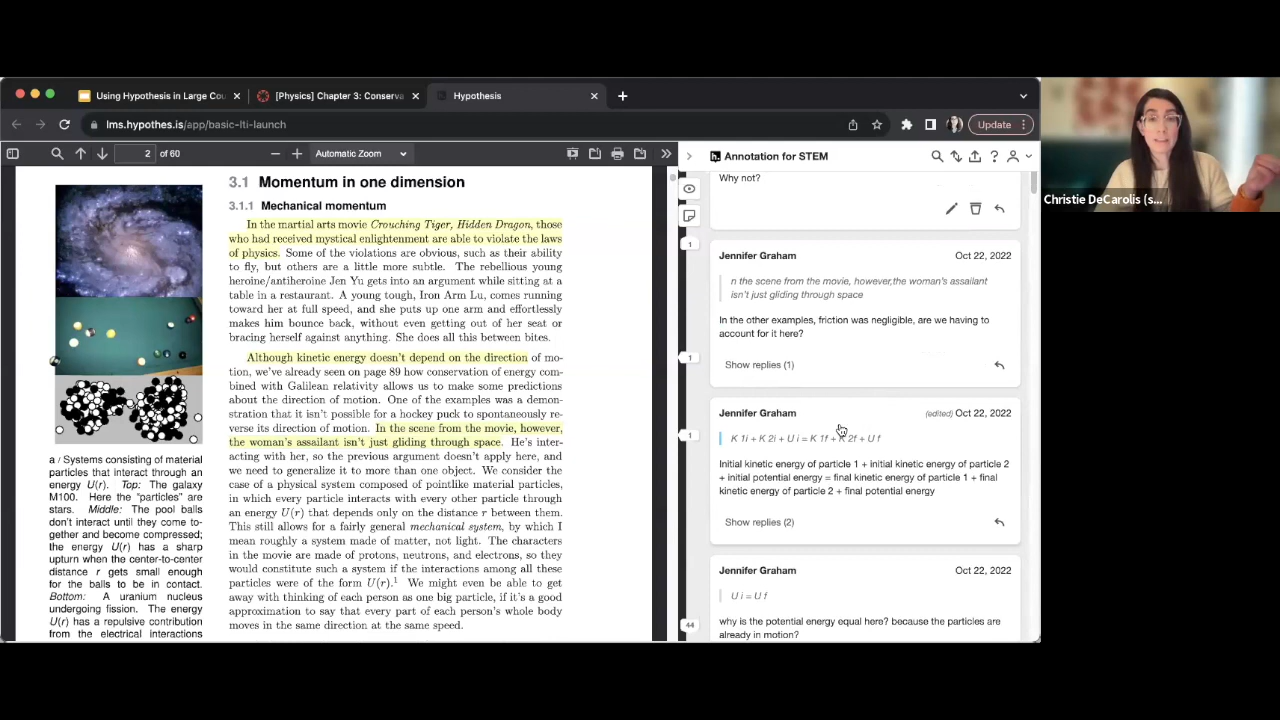 Using Hypothesis in Large Cou
[Physics] Chapter 3: Conserva
Hypothesis
lms.hypothes.is/app/basic-lti-launch
Update
2 of 60
Automatic Zoom
3.1 Momentum in one dimension
3.1.1 Mechanical momentum
In the martial arts movie Crouching Tiger, Hidden Dragon, those
who had received mystical enlightenment are able to violate the laws
of physics. Some of the violations are obvious, such as their ability
to fly, but others are a little more subtle. The rebellious young
heroine/antiheroine Jen Yu gets into an argument while sitting at a
table in a restaurant. A young tough, Iron Arm Lu, comes running
toward her at full speed, and she puts up one arm and effortlessly
makes him bounce back, without even getting out of her seat or
bracing herself against anything. She does all this between bites.
Although kinetic energy doesn't depend on the direction of mo-
tion, we've already seen on page 89 how conservation of energy com-
bined with Galilean relativity allows us to make some predictions
about the direction of motion. One of the examples was a demon-
stration that it isn't possible for a hockey puck to spontaneously re-
verse its direction of motion. In the scene from the movie, however,
the woman's assailant isn't just gliding through space. He's inter-
acting with her, so the previous argument doesn't apply here, and
we need to generalize it to more than one object. We consider the
case of a physical system composed of pointlike material particles,
in which every particle interacts with every other particle through
an energy U(r) that depends only on the distance r between them.
This still allows for a fairly general mechanical system, by which I
mean roughly a system made of matter, not light. The characters
in the movie are made of protons, neutrons, and electrons, so they
would constitute such a system if the interactions among all these
particles were of the form U(r).1 We might even be able to get
away with thinking of each person as one big particle, if it's a good
approximation to say that every part of each person's whole body
moves in the same direction at the same speed.
a / Systems consisting of material
particles that interact through an
energy U(r). Top: The galaxy
M100. Here the "particles" are
stars. Middle: The pool balls
don't interact until they come to-
gether and become compressed;
the energy U(r) has a sharp
upturn when the center-to-center
distance r gets small enough
for the balls to be in contact.
Bottom: A uranium nucleus
undergoing fission. The energy
U(r) has a repulsive contribution
from the electrical interactions
Annotation for STEM
Why not?
1
Jennifer Graham Oct 22, 2022
n the scene from the movie, however,the woman's assailant
isn't just gliding through space
In the other examples, friction was negligible, are we having to
account for it here?
1
Show replies (1)
Jennifer Graham (edited) Oct 22, 2022
1
K 1i + K 2i + U i = K 1f + K 2f + U f
Initial kinetic energy of particle 1 + initial kinetic energy of particle 2
+ initial potential energy = final kinetic energy of particle 1 + final
kinetic energy of particle 2 + final potential energy
Show replies (2)
Jennifer Graham Oct 22, 2022
U i = U f
44
why is the potential energy equal here? because the particles are
already in motion?
Christie DeCarolis (s...